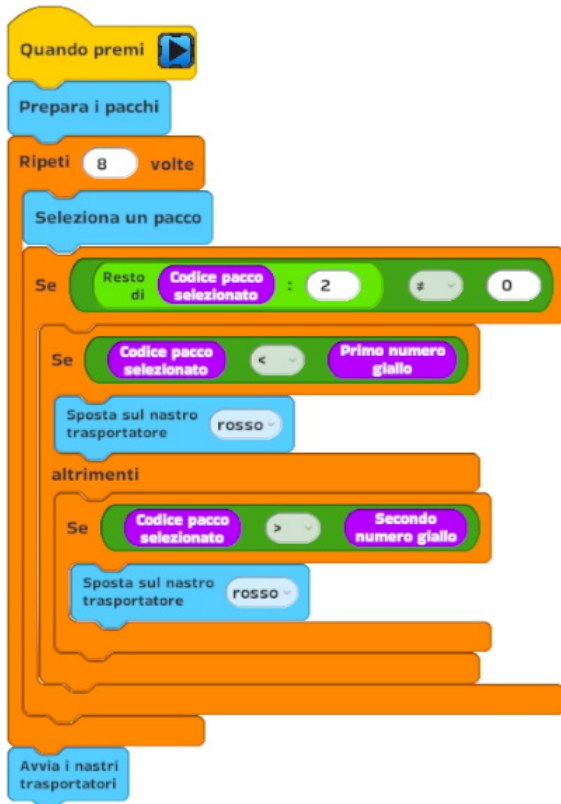 Quando premi
Prepara i pacchi
Ripeti 8 volte
Seleziona un pacco
Se Resto di Codice pacco selezionato : 2 ≠ 0
Se Codice pacco selezionato < Primo numero giallo
Sposta sul nastro trasportatore rosso
altrimenti
Se Codice pacco selezionato > Secondo numero giallo
Sposta sul nastro trasportatore rosso
Avvia i nastri
trasportatori